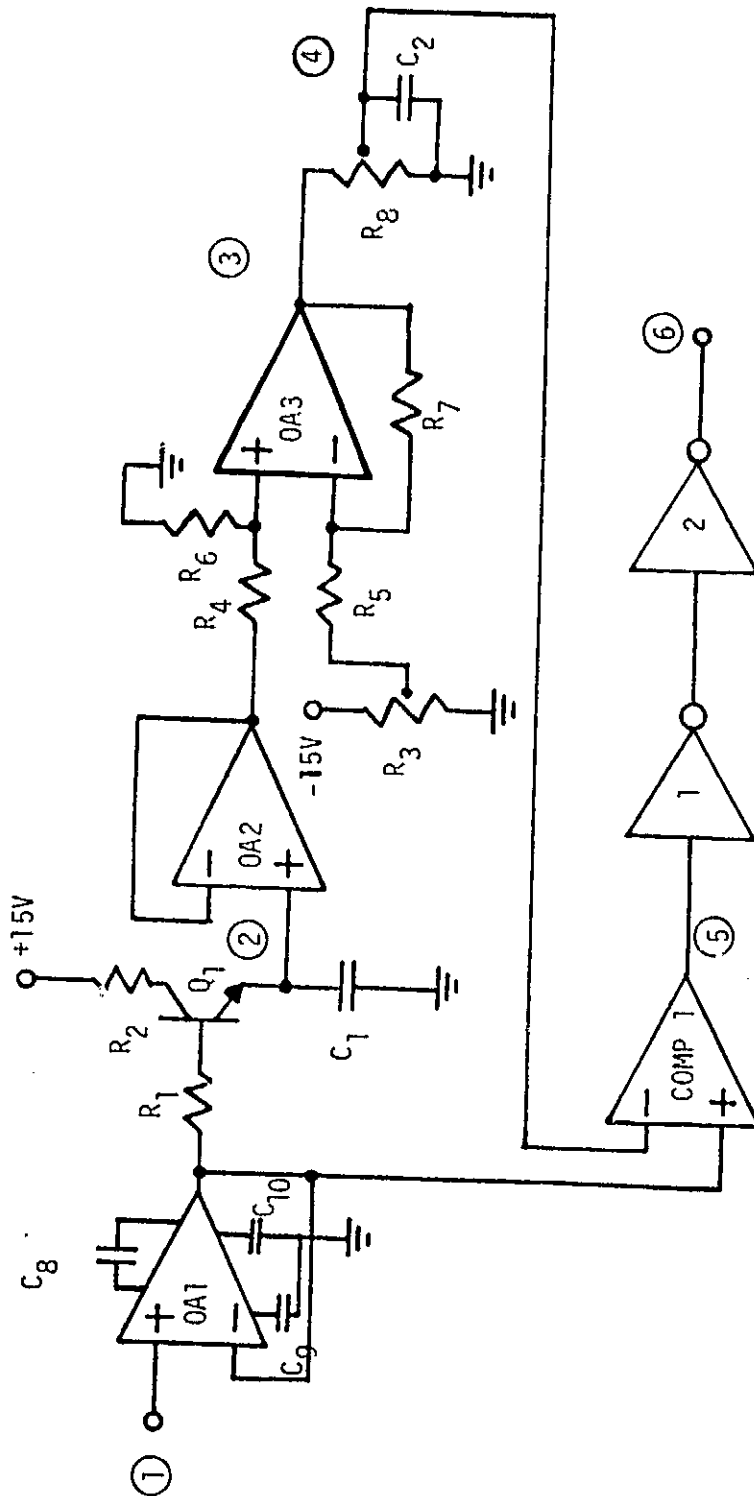 1
+
−
OA1
C8
C9
C10
R1
R2
+15V
Q1
2
C1
−
+
OA2
R4
R6
-15V
R3
R5
+
−
OA3
R7
3
R8
4
C2
−
+
COMP 1
5
1
2
6